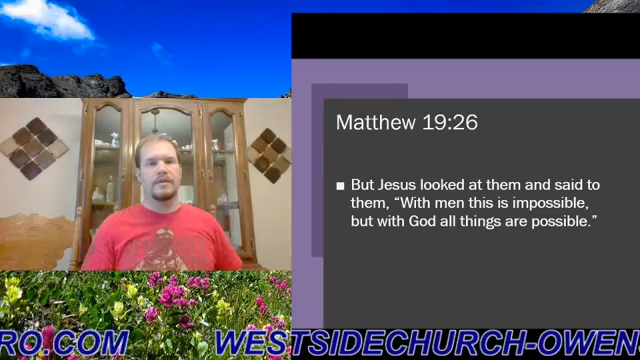 Matthew 19:26
■ But Jesus looked at them and said to
them, “With men this is impossible,
but with God all things are possible.”
RO.COM WESTSIDECHURCH-OWEN